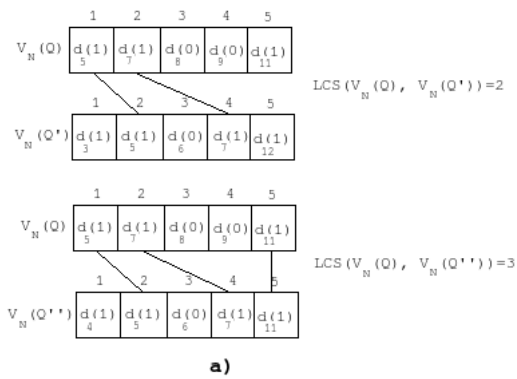 1 2 3 4 5
V_N(Q) d(1) d(1) d(0) d(0) d(1)
5 7 8 9 11
LCS(V_N(Q), V_N(Q'))=2
1 2 3 4 5
V_N(Q') d(1) d(1) d(0) d(1) d(1)
3 5 6 7 12
1 2 3 4 5
V_N(Q) d(1) d(1) d(0) d(0) d(1)
5 7 8 9 11
LCS(V_N(Q), V_N(Q''))=3
1 2 3 4 5
V_N(Q'') d(1) d(1) d(0) d(1) d(1)
4 5 6 7 11
a)